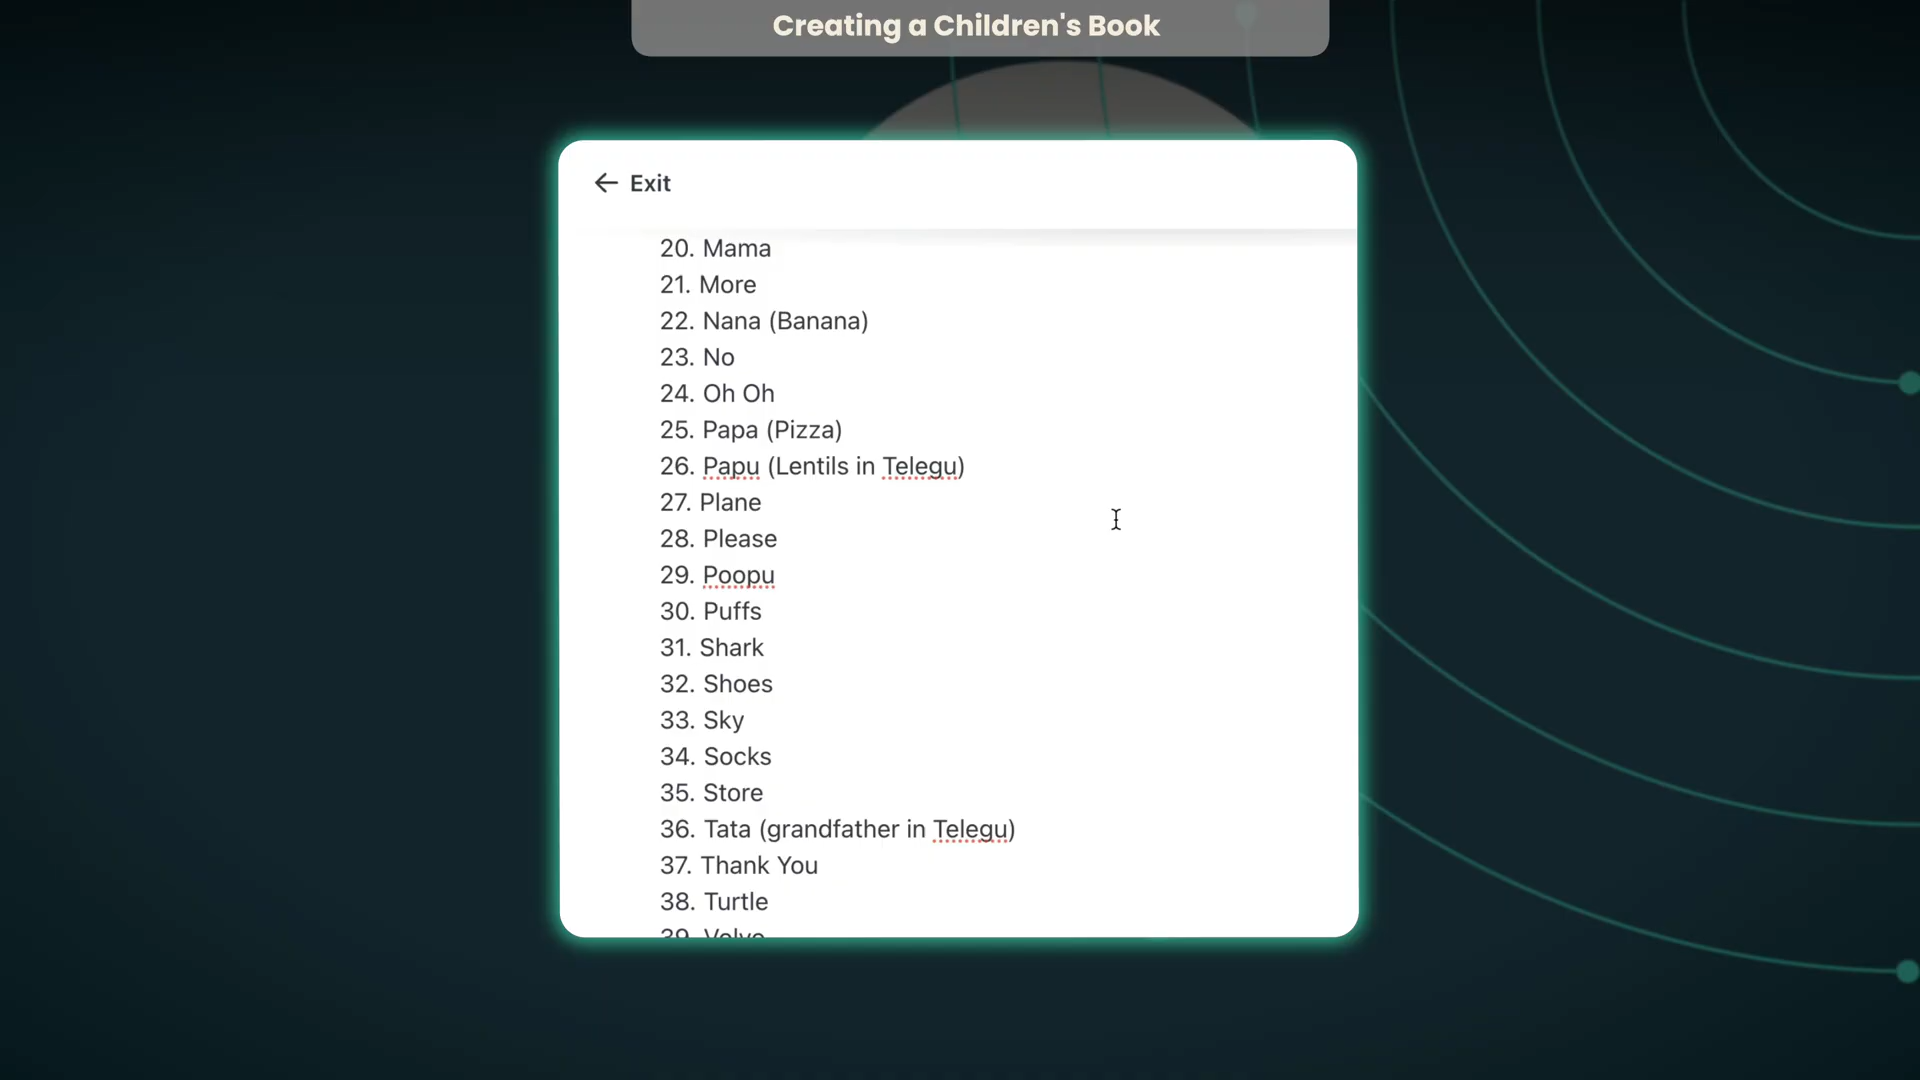 Creating a Children's Book
Exit
20. Mama
21. More
22. Nana (Banana)
23. No
24. Oh Oh
25. Papa (Pizza)
26. Papu (Lentils in Telegu)
27. Plane
28. Please
29. Poopu
30. Puffs
31. Shark
32. Shoes
33. Sky
34. Socks
35. Store
36. Tata (grandfather in Telegu)
37. Thank You
38. Turtle
39. Volvo